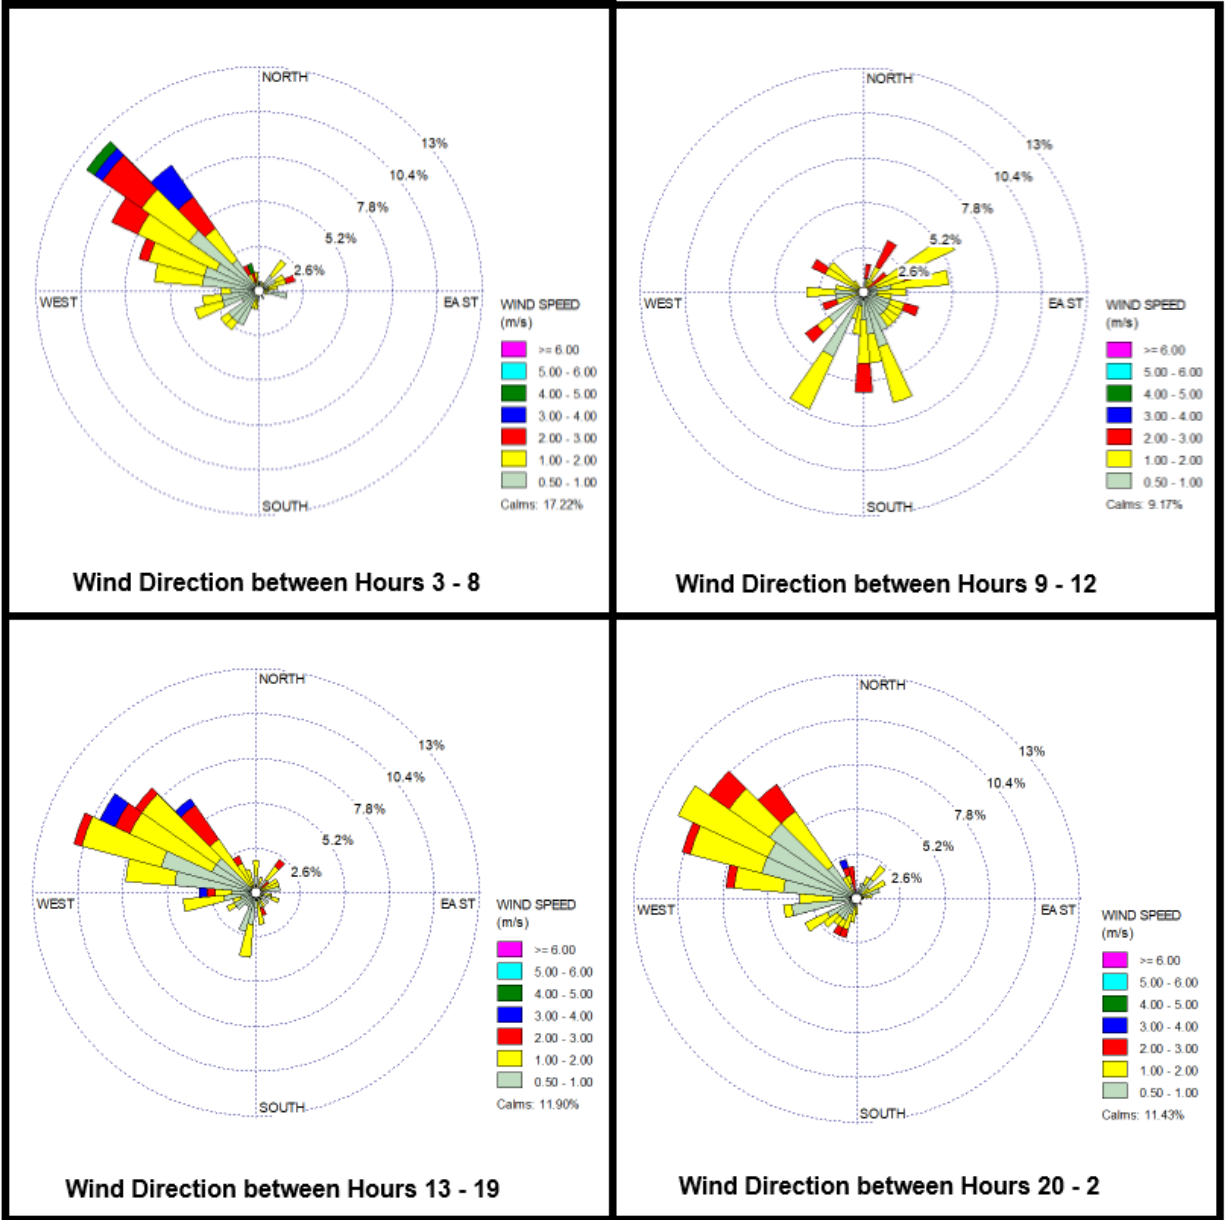 NORTH
13%
10.4%
7.8%
5.2%
2.6%
WEST
EAST
SOUTH
WIND SPEED
(m/s)
>= 6.00
5.00 - 6.00
4.00 - 5.00
3.00 - 4.00
2.00 - 3.00
1.00 - 2.00
0.50 - 1.00
Calms: 17.22%
Wind Direction between Hours 3 - 8
NORTH
13%
10.4%
7.8%
5.2%
2.6%
WEST
EAST
SOUTH
WIND SPEED
(m/s)
>= 6.00
5.00 - 6.00
4.00 - 5.00
3.00 - 4.00
2.00 - 3.00
1.00 - 2.00
0.50 - 1.00
Calms: 9.17%
Wind Direction between Hours 9 - 12
NORTH
13%
10.4%
7.8%
5.2%
2.6%
WEST
EAST
SOUTH
WIND SPEED
(m/s)
>= 6.00
5.00 - 6.00
4.00 - 5.00
3.00 - 4.00
2.00 - 3.00
1.00 - 2.00
0.50 - 1.00
Calms: 11.90%
Wind Direction between Hours 13 - 19
NORTH
13%
10.4%
7.8%
5.2%
2.6%
WEST
EAST
SOUTH
WIND SPEED
(m/s)
>= 6.00
5.00 - 6.00
4.00 - 5.00
3.00 - 4.00
2.00 - 3.00
1.00 - 2.00
0.50 - 1.00
Calms: 11.43%
Wind Direction between Hours 20 - 2